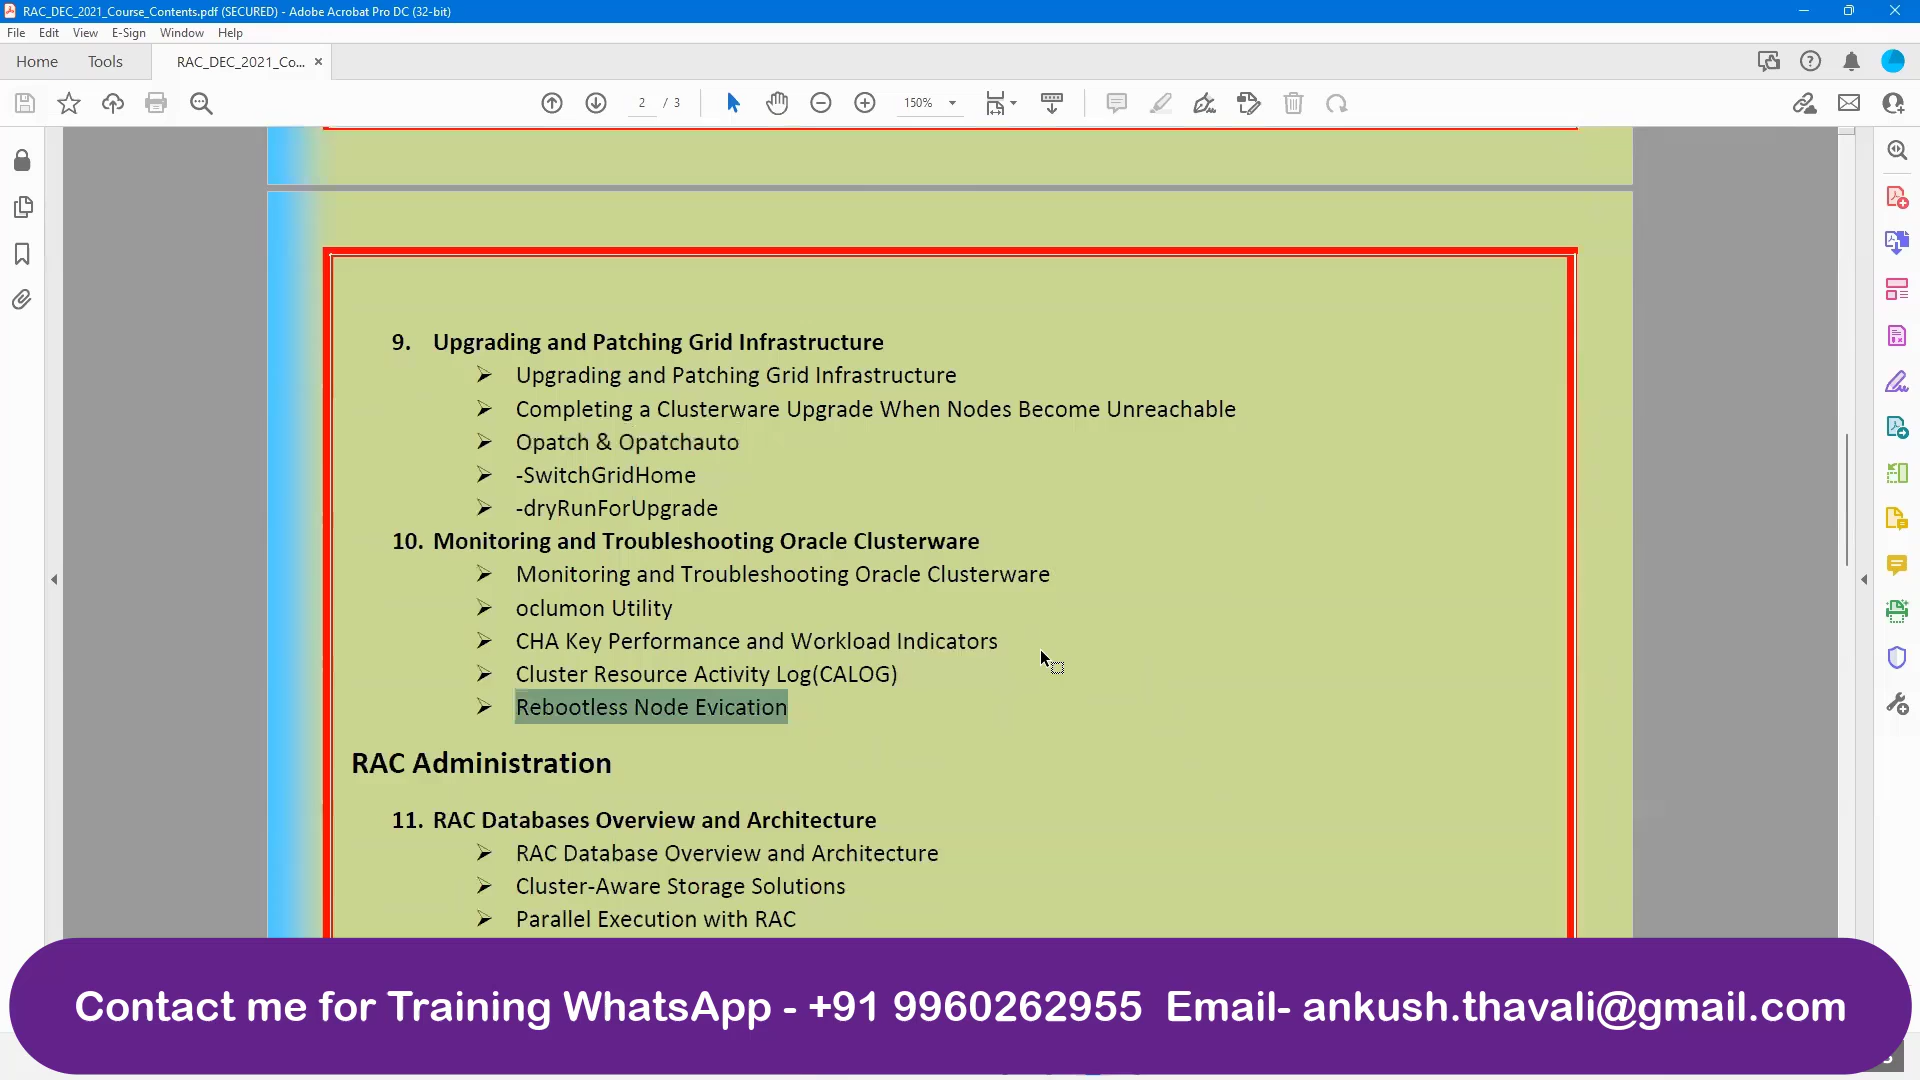 RAC_DEC_2021_Course_Contents.pdf (SECURED) - Adobe Acrobat Pro DC (32-bit)
File Edit View E-Sign Window Help
Home Tools RAC_DEC_2021_Co... ×
2 / 3 150%
9. Upgrading and Patching Grid Infrastructure
➢ Upgrading and Patching Grid Infrastructure
➢ Completing a Clusterware Upgrade When Nodes Become Unreachable
➢ Opatch & Opatchauto
➢ -SwitchGridHome
➢ -dryRunForUpgrade
10. Monitoring and Troubleshooting Oracle Clusterware
➢ Monitoring and Troubleshooting Oracle Clusterware
➢ oclumon Utility
➢ CHA Key Performance and Workload Indicators
➢ Cluster Resource Activity Log(CALOG)
➢ Rebootless Node Evication
RAC Administration
11. RAC Databases Overview and Architecture
➢ RAC Database Overview and Architecture
➢ Cluster-Aware Storage Solutions
➢ Parallel Execution with RAC
Contact me for Training WhatsApp - +91 9960262955 Email- ankush.thavali@gmail.com